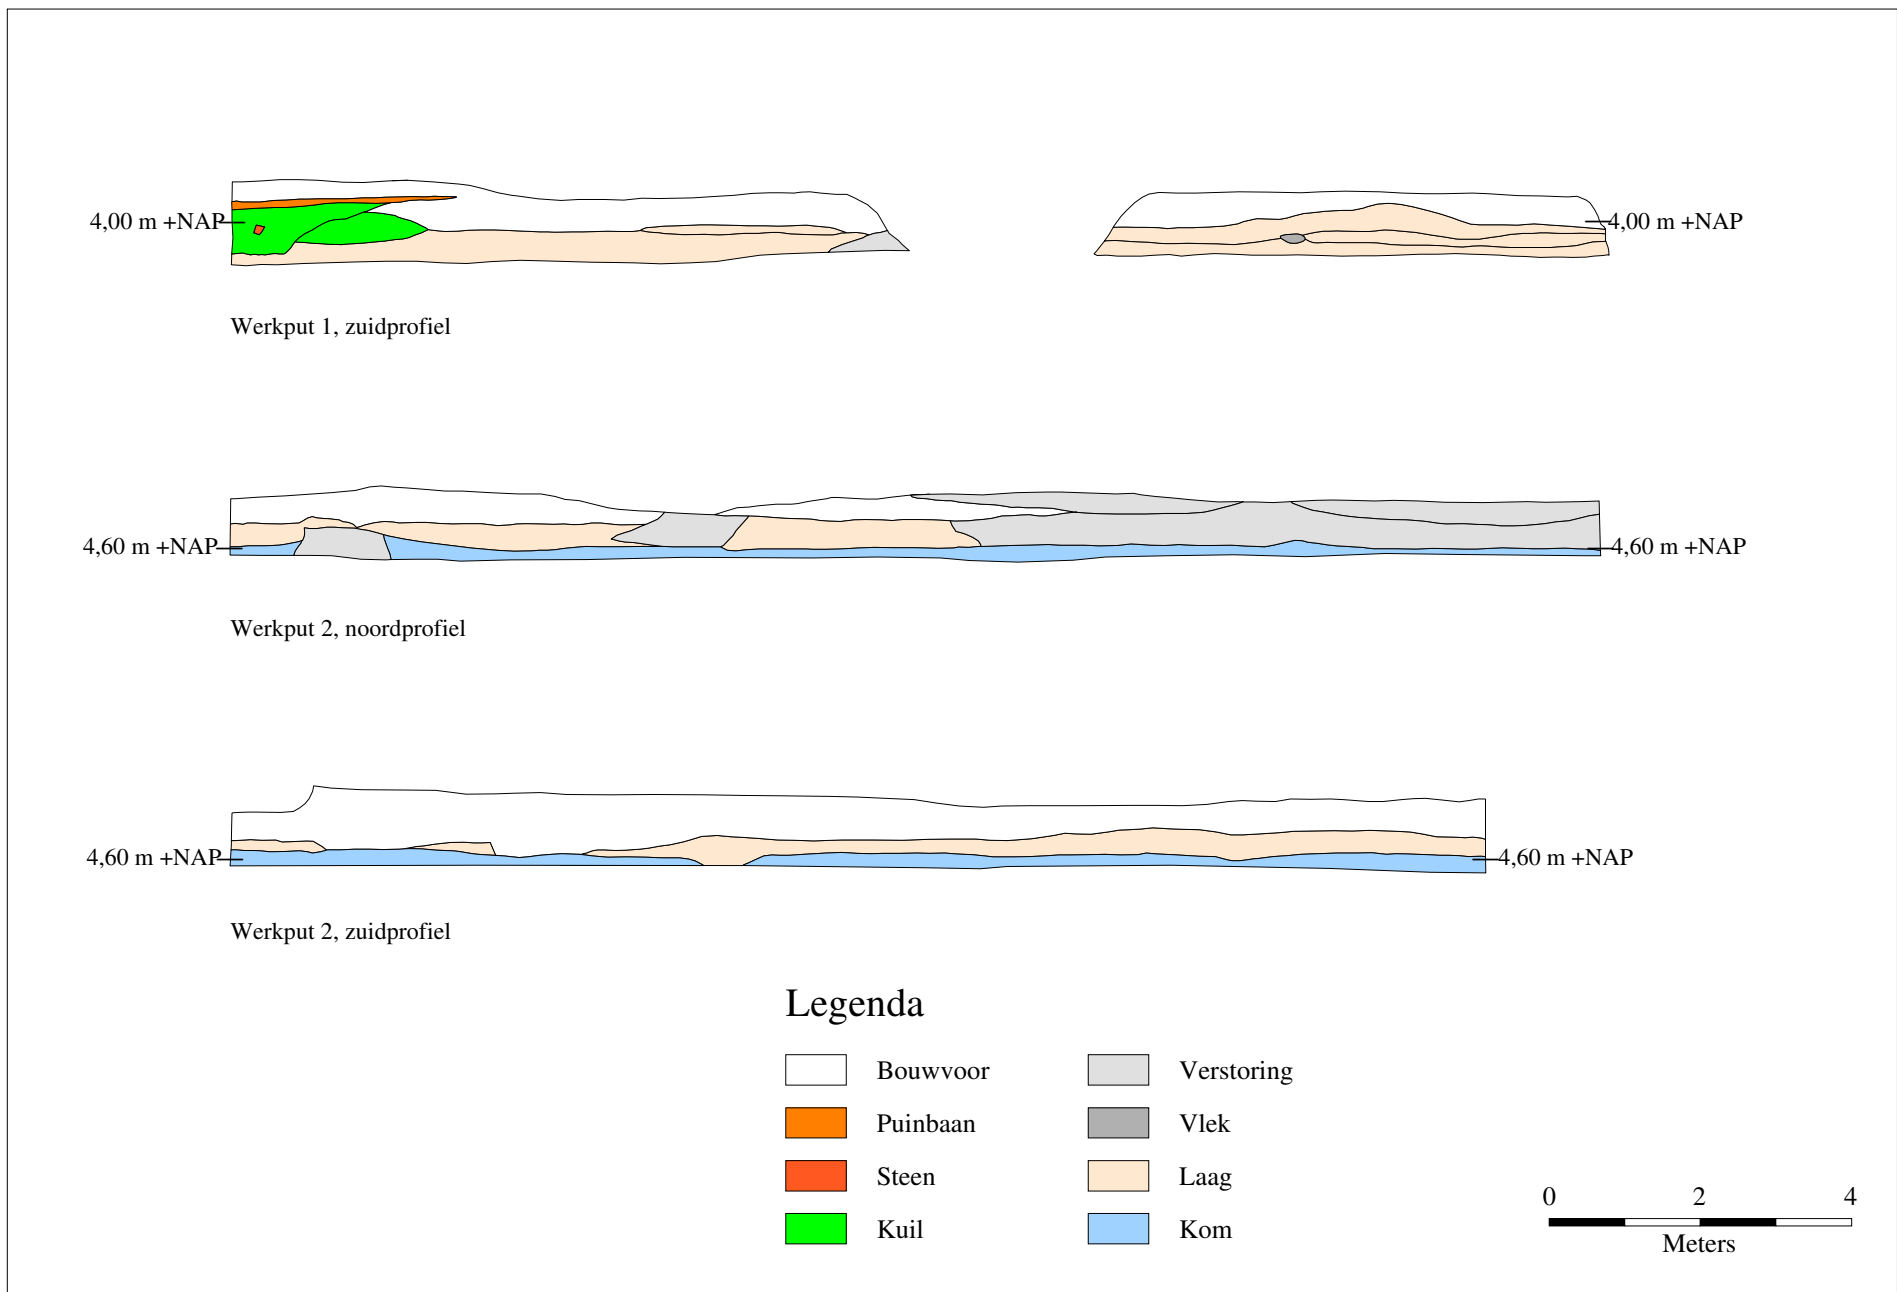 4,00 m +NAP
4,00 m +NAP
Werkput 1, zuidprofiel
4,60 m +NAP
4,60 m +NAP
Werkput 2, noordprofiel
4,60 m +NAP
4,60 m +NAP
Werkput 2, zuidprofiel
Legenda
Bouwvoor
Puinbaan
Steen
Kuil
Verstoring
Vlek
Laag
Kom
0 2 4
Meters